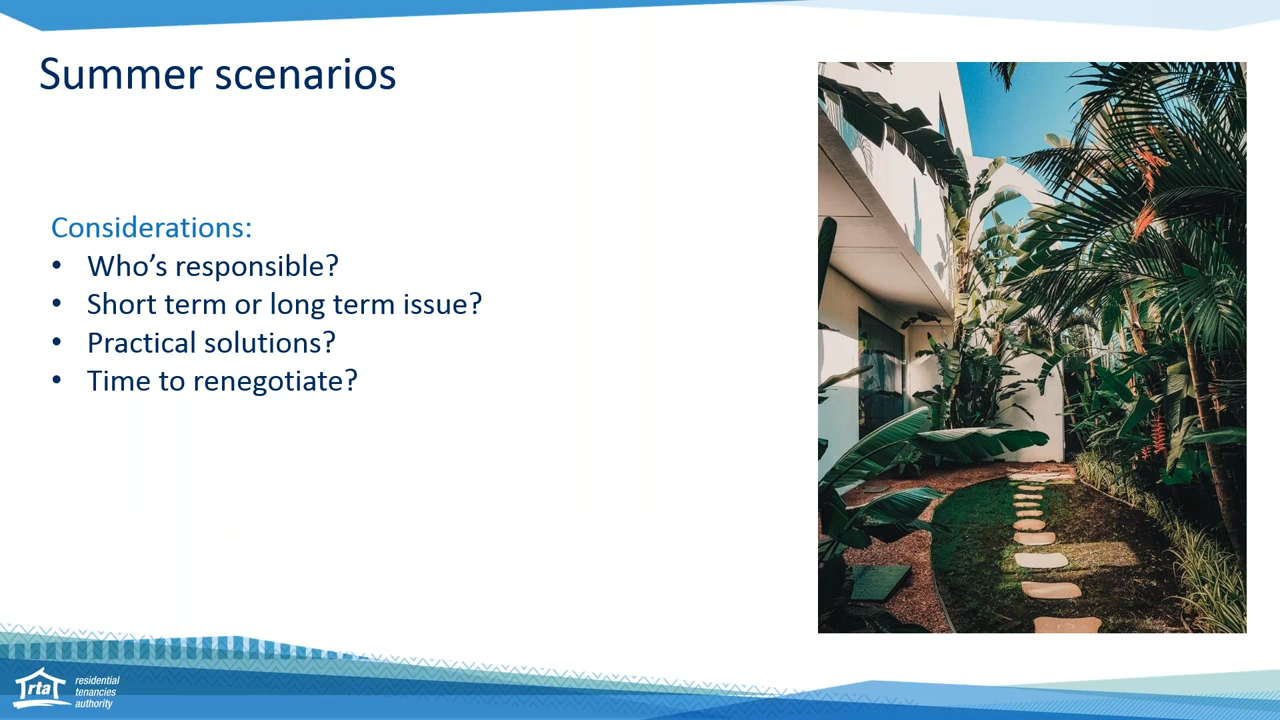 Summer scenarios
Considerations:
• Who’s responsible?
• Short term or long term issue?
• Practical solutions?
• Time to renegotiate?
rta
residential
tenancies
authority